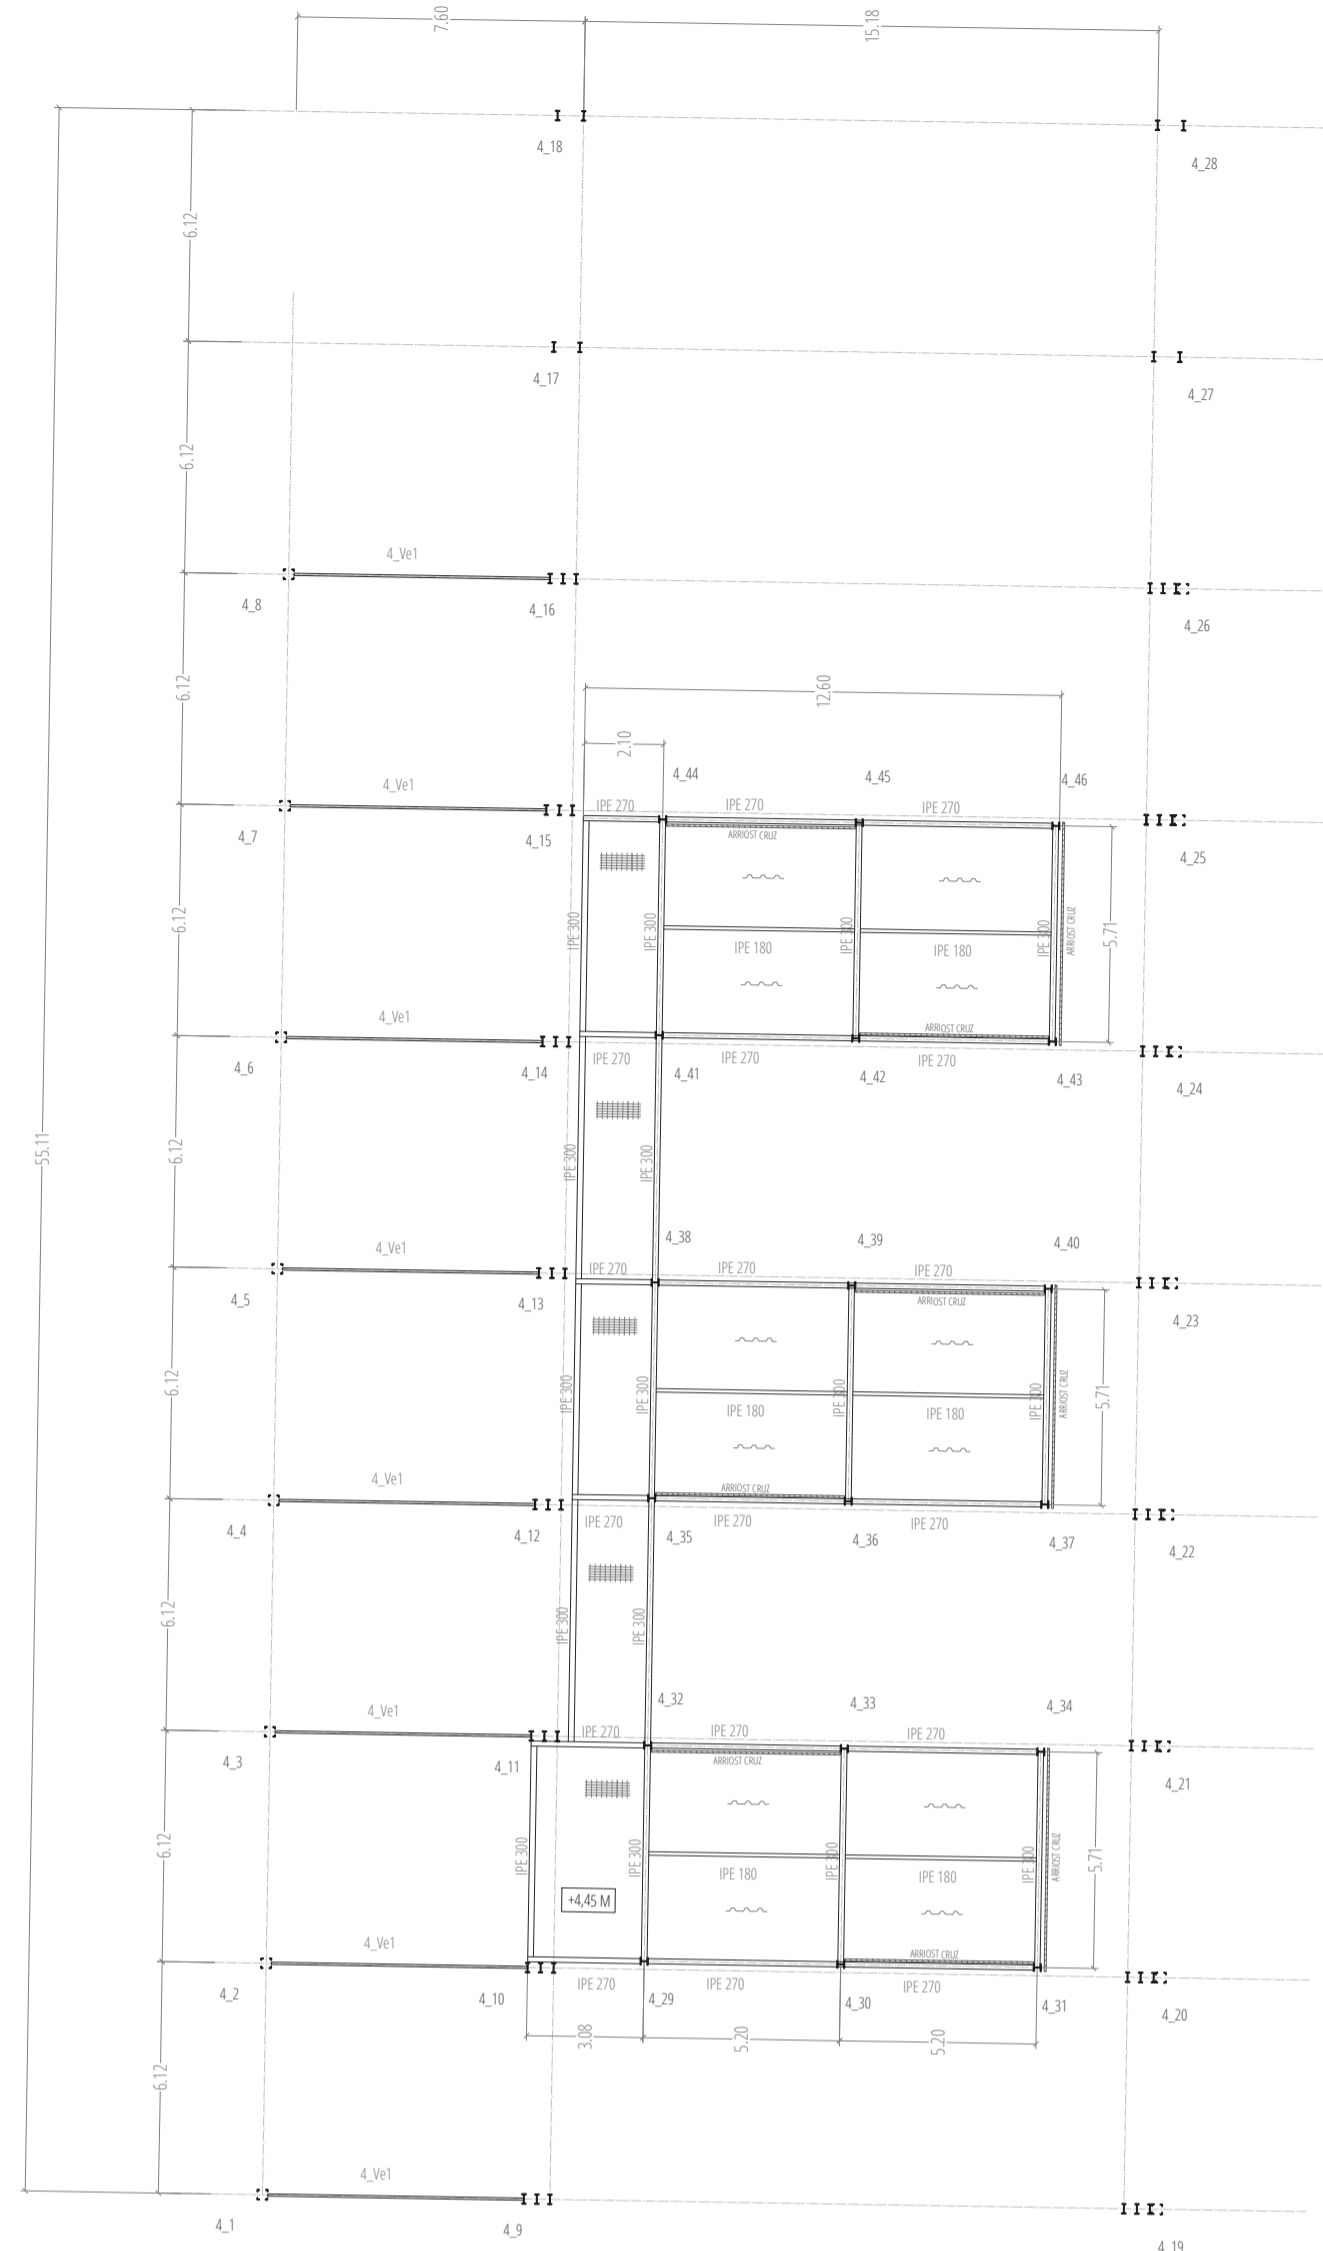 7.60
15.18
4_18
4_28
6.12
4_17
4_27
6.12
4_Ve1
4_8
4_16
4_26
6.12
12.60
2.10
4_44
4_45
4_46
4_Ve1
IPE 270
IPE 270
IPE 270
4_7
4_15
ARRIOST CRUZ
4_25
6.12
IPE 300
IPE 300
IPE 300
IPE 300
ARRIOST CRUZ
5.71
IPE 180
IPE 180
4_Ve1
ARRIOST CRUZ
IPE 270
IPE 270
IPE 270
4_6
4_14
4_41
4_42
4_43
4_24
55.11
6.12
IPE 300
IPE 300
4_38
4_39
4_40
4_Ve1
IPE 270
IPE 270
IPE 270
4_5
4_13
ARRIOST CRUZ
4_23
6.12
IPE 300
IPE 300
IPE 300
IPE 300
ARRIOST CRUZ
5.71
IPE 180
IPE 180
4_Ve1
ARRIOST CRUZ
IPE 270
IPE 270
IPE 270
4_4
4_12
4_35
4_36
4_37
4_22
6.12
IPE 300
IPE 300
4_32
4_33
4_34
4_Ve1
IPE 270
IPE 270
IPE 270
4_3
4_11
ARRIOST CRUZ
4_21
6.12
IPE 300
IPE 300
IPE 300
IPE 300
ARRIOST CRUZ
5.71
IPE 180
IPE 180
+4,45 M
4_Ve1
ARRIOST CRUZ
IPE 270
IPE 270
IPE 270
4_2
4_10
4_29
4_30
4_31
4_20
3.08
5.20
5.20
6.12
4_Ve1
4_1
4_9
4_19